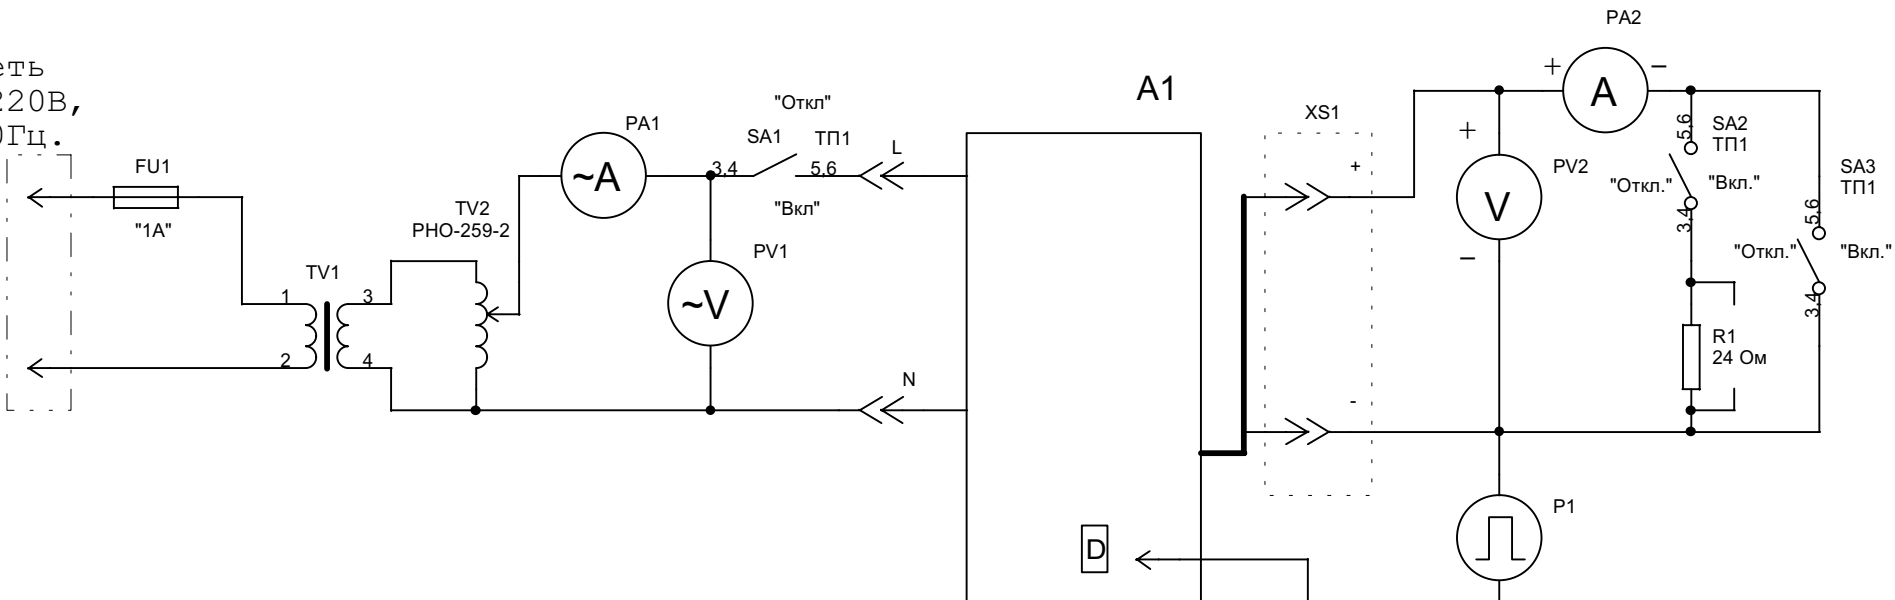 еть
220В,
0Гц.
FU1
"1А"
TV1
1
2
3
4
TV2
РНО-259-2
PA1
~A
"Откл"
SA1
ТП1
3,4
5,6
"Вкл"
PV1
~V
L
N
A1
D
XS1
+
-
PA2
+
A
−
+
V
−
PV2
5,6
SA2
ТП1
"Откл."
"Вкл."
3,4
R1
24 Ом
SA3
ТП1
5,6
"Откл."
"Вкл."
3,4
P1